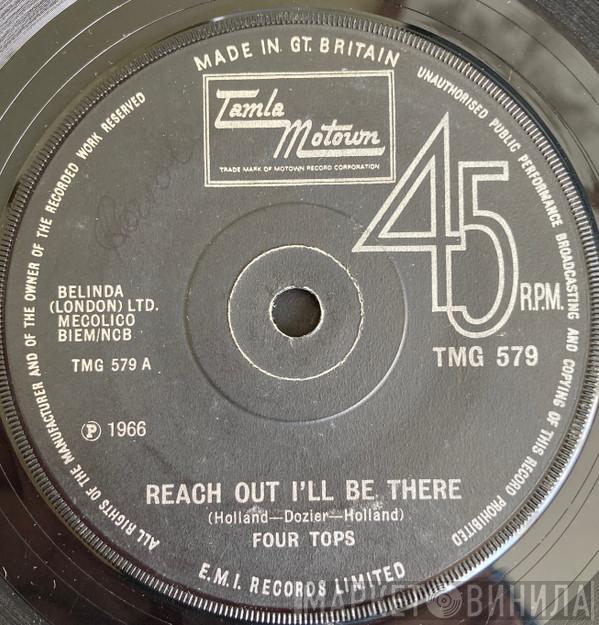 MADE IN GT. BRITAIN
Tamla
Motown
TRADE MARK OF MOTOWN RECORD CORPORATION
UNAUTHORISED PUBLIC PERFORMANCE BROADCASTING AND COPYING OF THIS RECORD PROHIBITED
ALL RIGHTS OF THE MANUFACTURER AND OF THE OWNER OF THE RECORDED WORK RESERVED
45
R.P.M.
BELINDA
(LONDON) LTD.
MECOLICO
BIEM/NCB
TMG 579 A
TMG 579
Ⓟ 1966
REACH OUT I'LL BE THERE
(Holland—Dozier—Holland)
FOUR TOPS
E.M.I. RECORDS LIMITED
МАРКЕТ ВИНИЛА